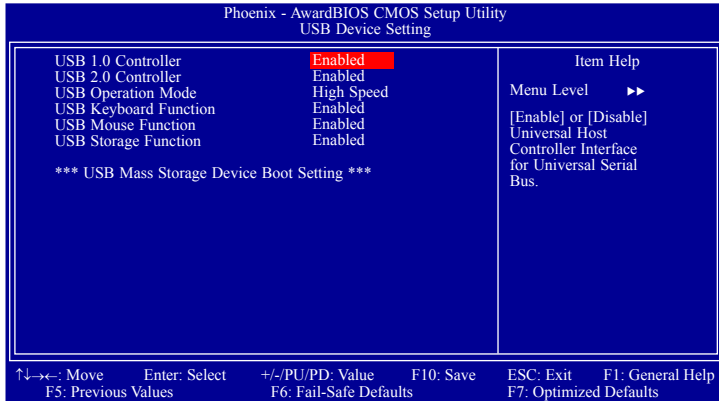 Phoenix - AwardBIOS CMOS Setup Utility
USB Device Setting
USB 1.0 Controller Enabled
USB 2.0 Controller Enabled
USB Operation Mode High Speed
USB Keyboard Function Enabled
USB Mouse Function Enabled
USB Storage Function Enabled
*** USB Mass Storage Device Boot Setting ***
Item Help
Menu Level ▸▸
[Enable] or [Disable]
Universal Host
Controller Interface
for Universal Serial
Bus.
↑↓→←: Move Enter: Select +/-/PU/PD: Value F10: Save ESC: Exit F1: General Help
F5: Previous Values F6: Fail-Safe Defaults F7: Optimized Defaults